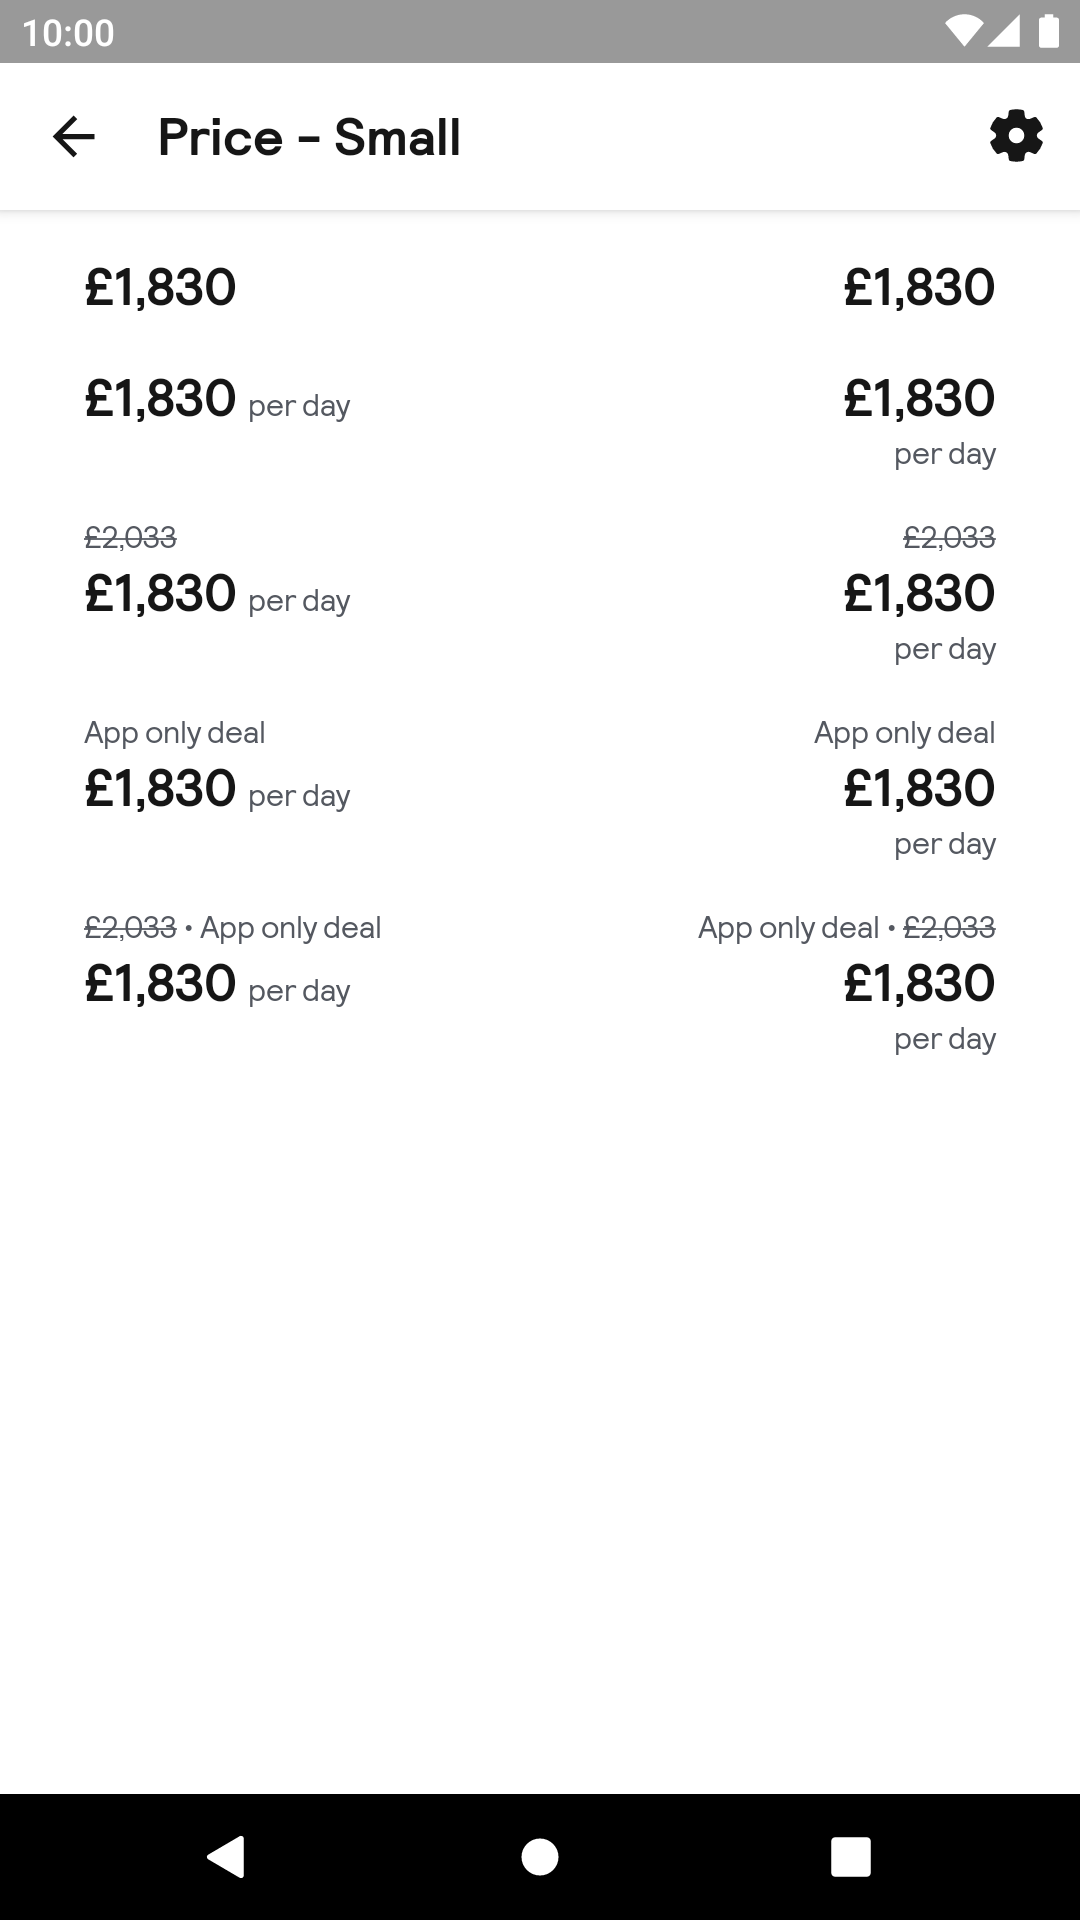 10:00
Price - Small
£1,830 £1,830
£1,830 per day £1,830
per day
£2,033 £2,033
£1,830 per day £1,830
per day
App only deal App only deal
£1,830 per day £1,830
per day
£2,033 • App only deal App only deal • £2,033
£1,830 per day £1,830
per day